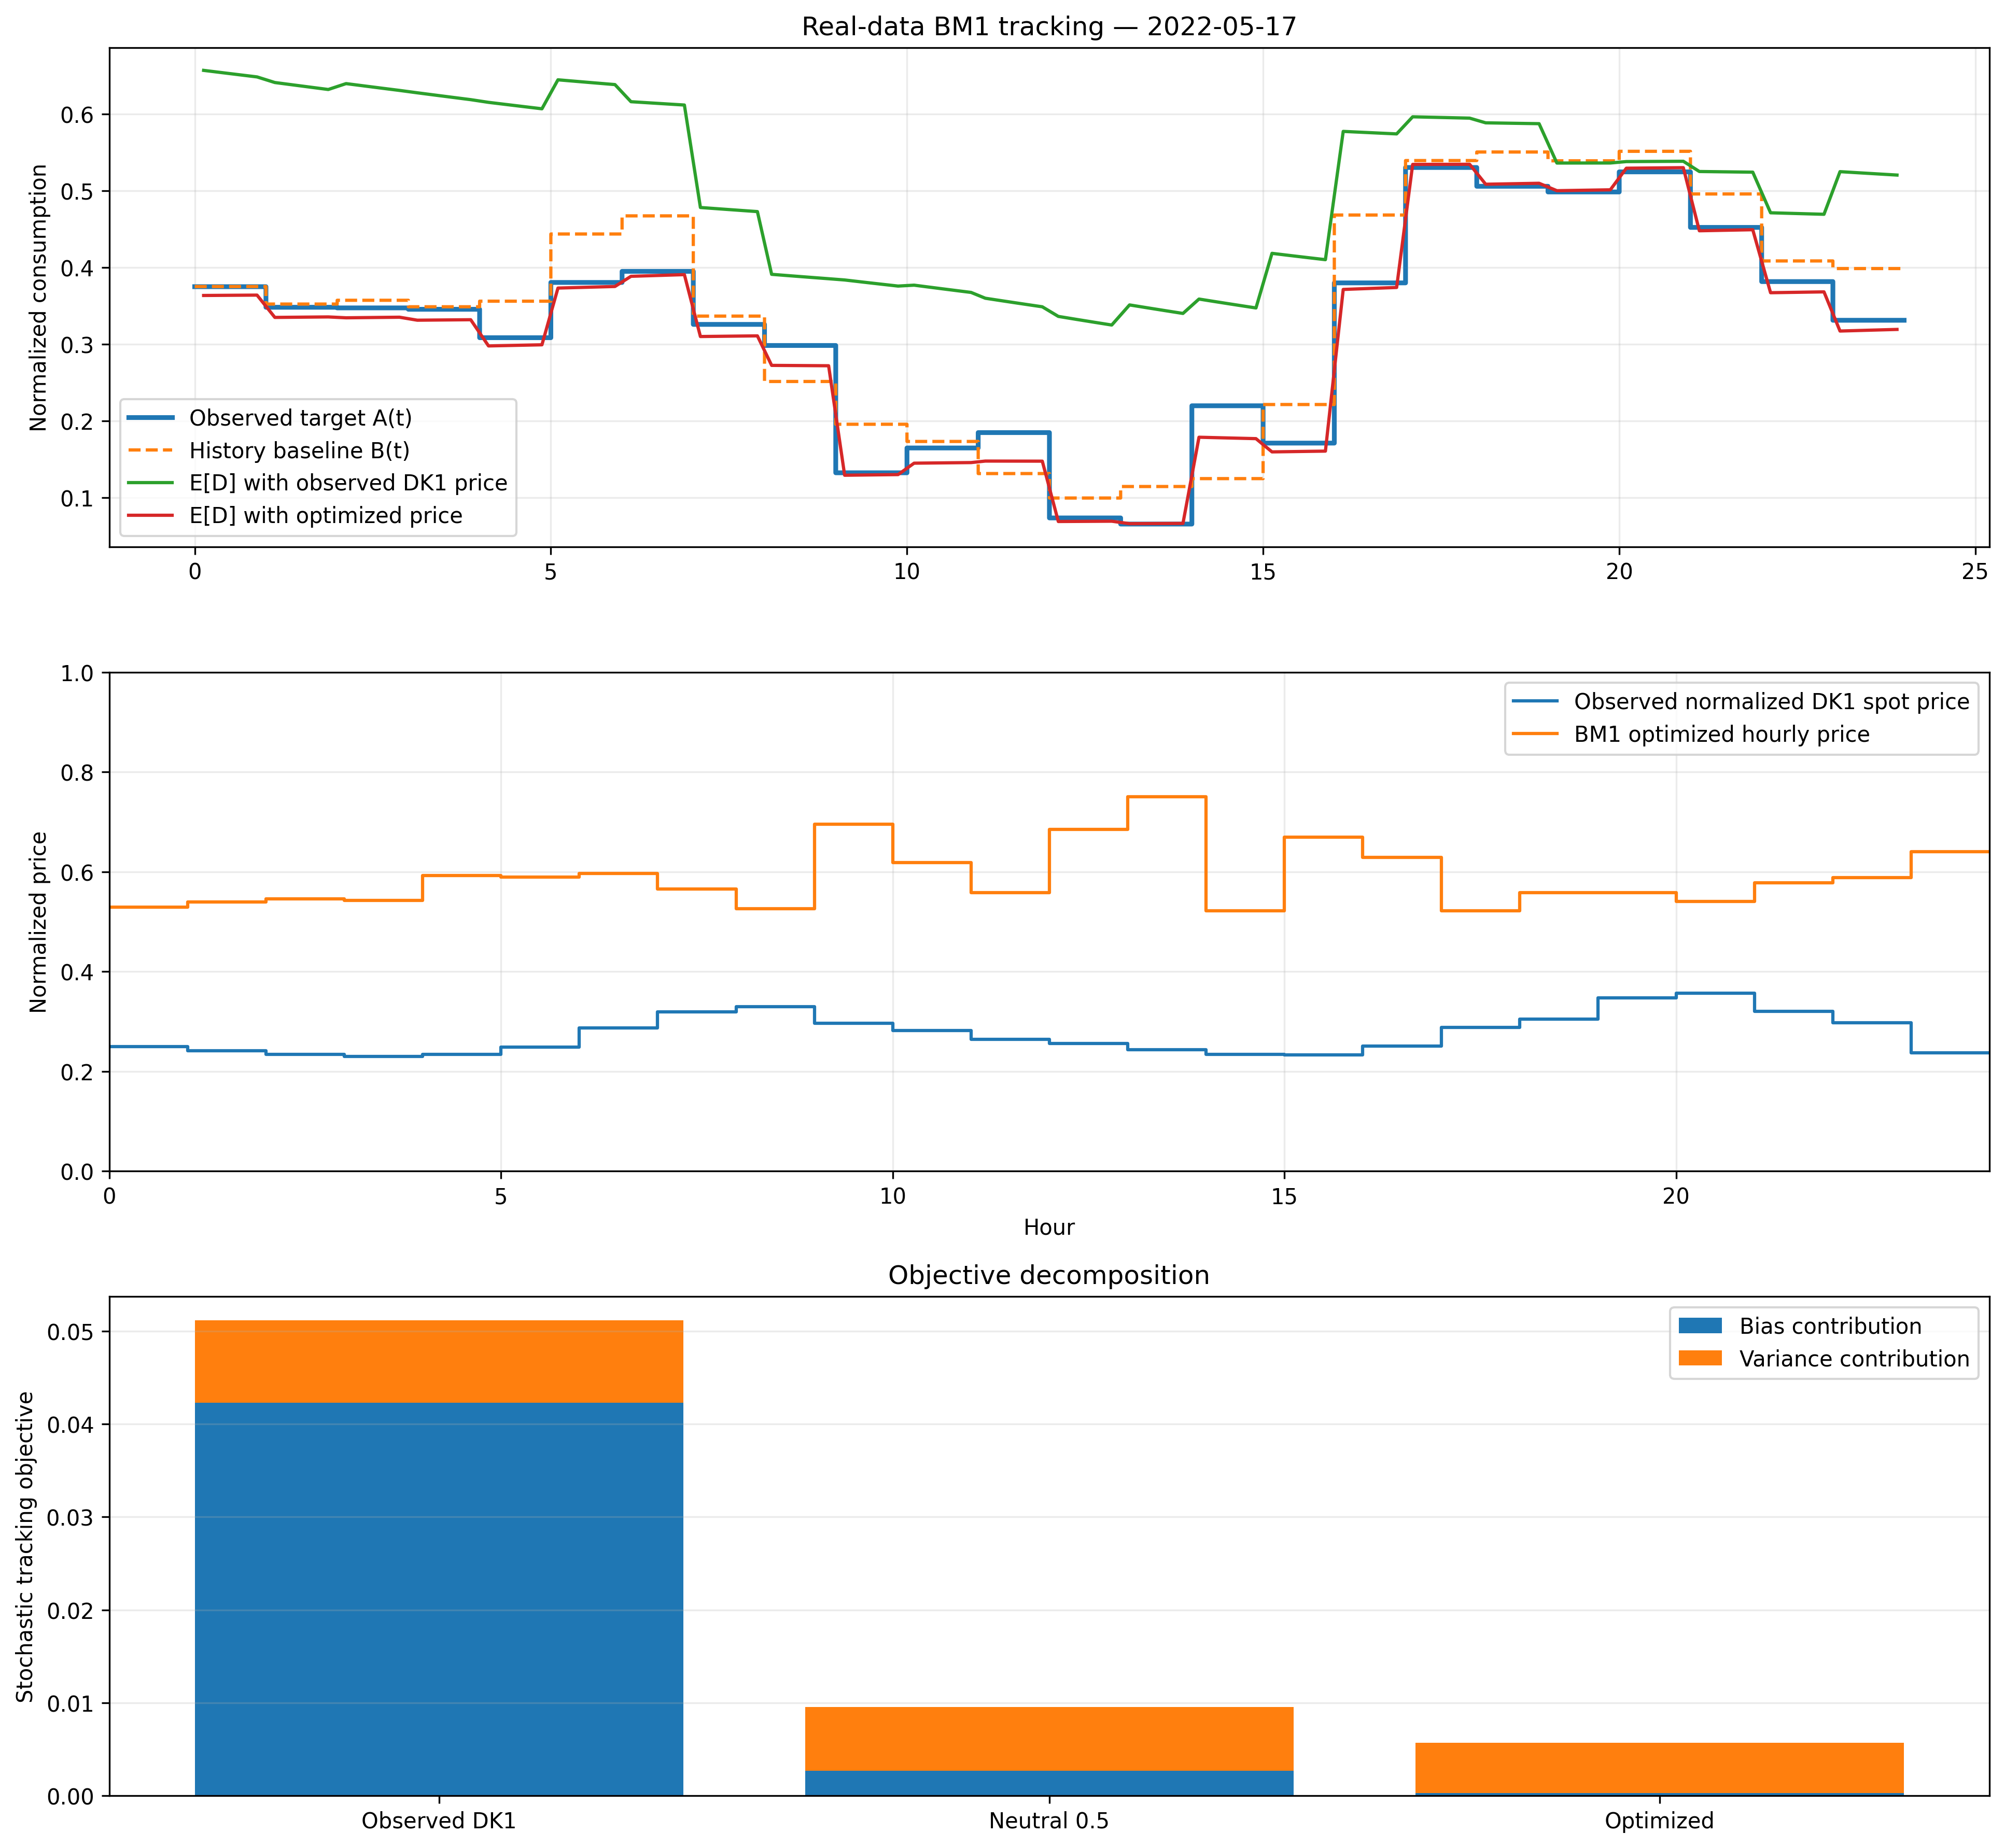 Real-data BM1 tracking — 2022-05-17
Normalized consumption
0.6
0.5
0.4
0.3
0.2
0.1
Observed target A(t)
History baseline B(t)
E[D] with observed DK1 price
E[D] with optimized price
0 5 10 15 20 25
Normalized price
1.0
0.8
0.6
0.4
0.2
0.0
Observed normalized DK1 spot price
BM1 optimized hourly price
0 5 10 15 20
Hour
Objective decomposition
Stochastic tracking objective
0.05
0.04
0.03
0.02
0.01
0.00
Bias contribution
Variance contribution
Observed DK1 Neutral 0.5 Optimized